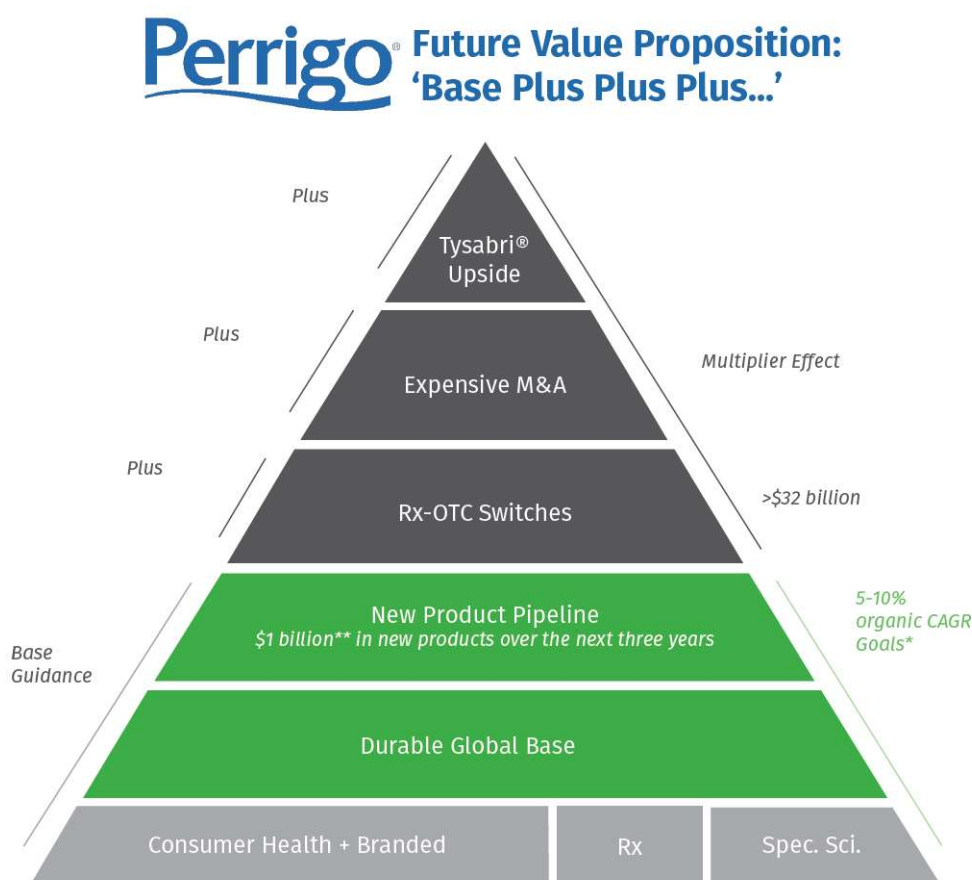 Perrigo® Future Value Proposition:
‘Base Plus Plus Plus...’
Plus
Tysabri®
Upside
Plus
Expensive M&A
Multiplier Effect
Plus
Rx-OTC Switches
>$32 billion
New Product Pipeline
$1 billion** in new products over the next three years
5-10%
organic CAGR
Goals*
Base
Guidance
Durable Global Base
Consumer Health + Branded
Rx
Spec. Sci.